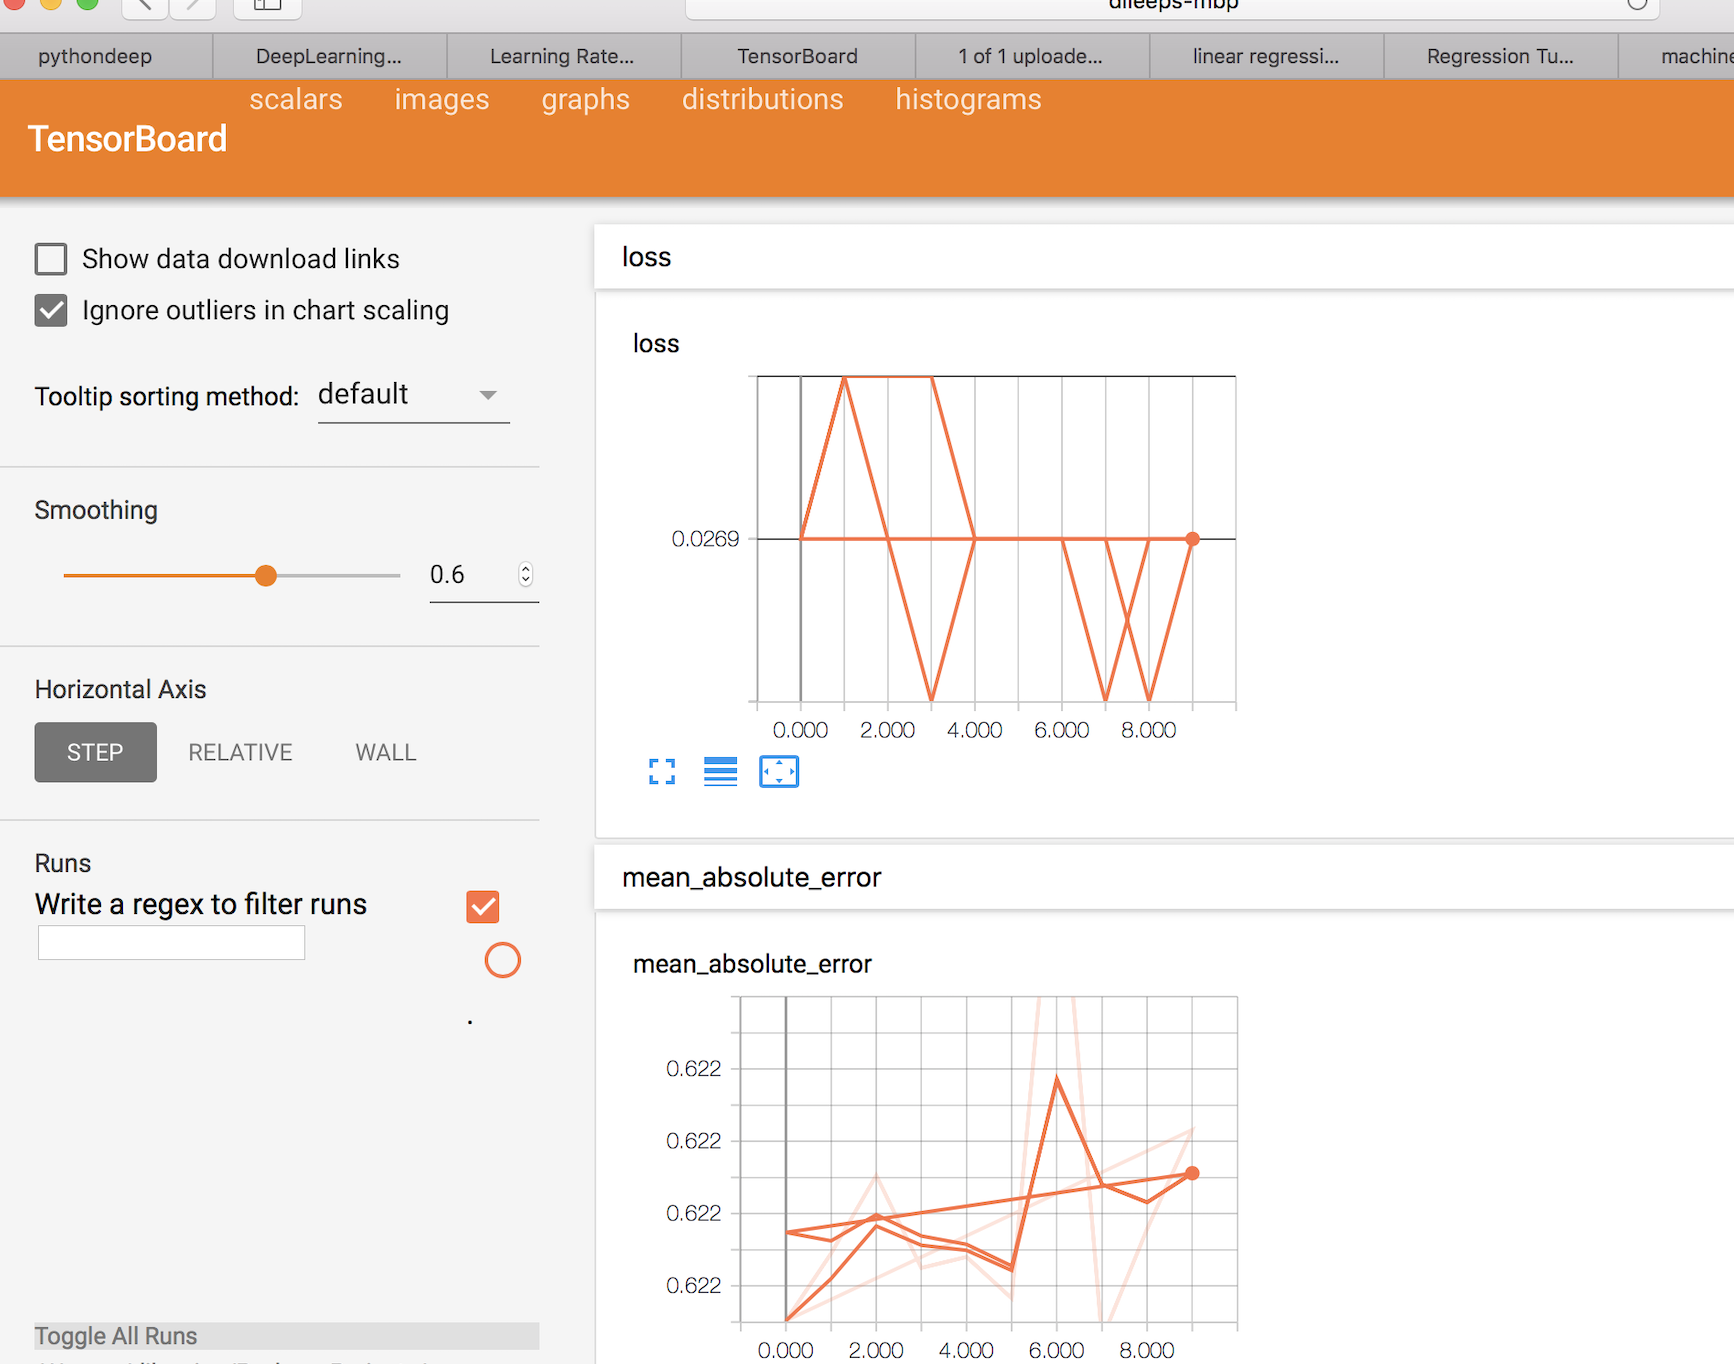 dileeps-mbp
pythondeep DeepLearning... Learning Rate... TensorBoard 1 of 1 uploade... linear regressi... Regression Tu... machine
scalars images graphs distributions histograms
TensorBoard
Show data download links
Ignore outliers in chart scaling
Tooltip sorting method: default
Smoothing
0.6
Horizontal Axis
STEP RELATIVE WALL
Runs
Write a regex to filter runs
.
Toggle All Runs
loss
loss
0.0269
0.000 2.000 4.000 6.000 8.000
mean_absolute_error
mean_absolute_error
0.622
0.622
0.622
0.622
0.000 2.000 4.000 6.000 8.000